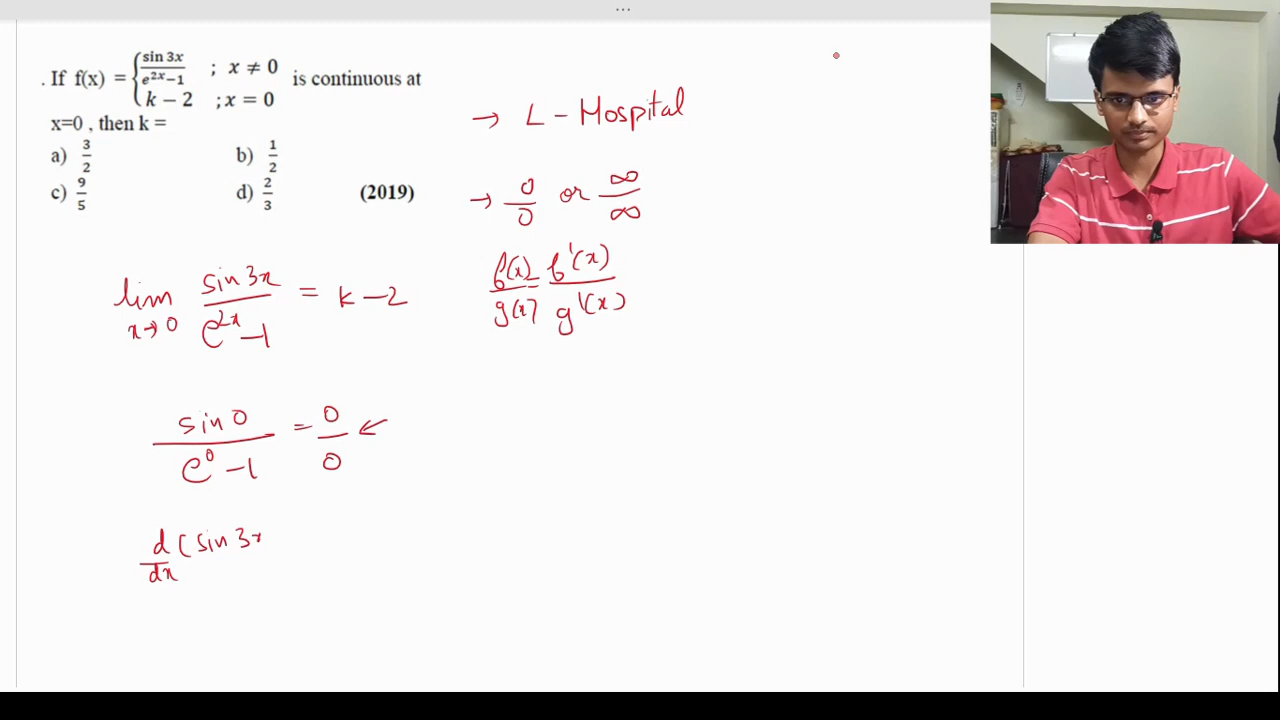 . If f(x) = { sin 3x / e^{2x}−1 ; x ≠ 0
k − 2 ; x = 0 is continuous at
x=0 , then k =
a) 3/2 b) 1/2
c) 9/5 d) 2/3 (2019)
→ L - Hospital
→ 0/0 or ∞/∞
f(x)/g(x) = f'(x)/g'(x)
lim x→0 sin 3x / e^{2x} −1 = k −2
sin 0 / e^0 −1 = 0/0 ←
d/dx ( sin 3x